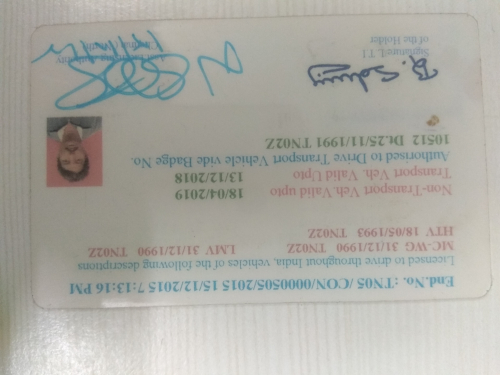 End.No.: TN05 /CON/0000505/2015 15/12/2015 7:13:16 PM
Licensed to drive throughout India, vehicles of the following descriptions
MC-WG 31/12/1990 TN02Z LMV 31/12/1990 TN02Z
HTV 18/05/1993 TN02Z
Non-Transport Veh.Valid upto 18/04/2019
Transport Veh. Valid Upto 13/12/2018
Authorised to Drive Transport Vehicle vide Badge No.
10512 Dt.25/11/1991 TN02Z
Signature/L.T.I
of the Holder